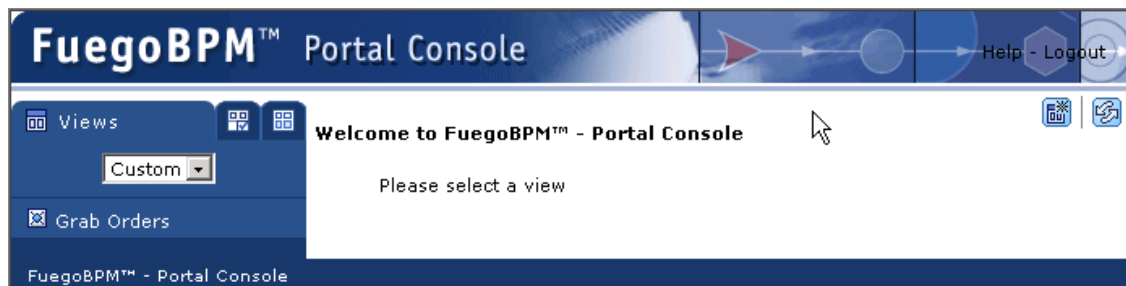 FuegoBPM™ Portal Console
Help - Logout
Views
Welcome to FuegoBPM™ - Portal Console
Custom
Please select a view
Grab Orders
FuegoBPM™ - Portal Console